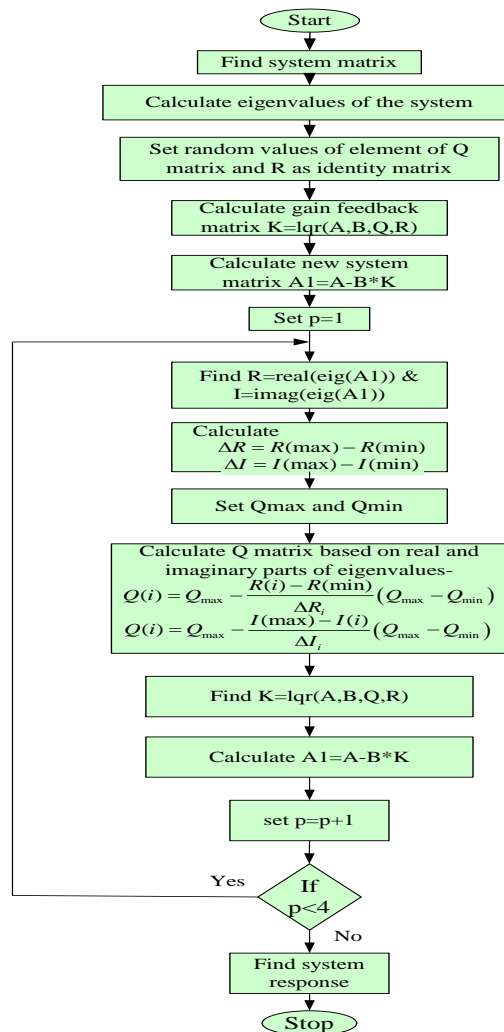 Start
Find system matrix
Calculate eigenvalues of the system
Set random values of element of Q
matrix and R as identity matrix
Calculate gain feedback
matrix K=lqr(A,B,Q,R)
Calculate new system
matrix A1=A-B*K
Set p=1
Find R=real(eig(A1)) &
I=imag(eig(A1))
Calculate
ΔR = R(max) − R(min)
ΔI = I(max) − I(min)
Set Qmax and Qmin
Calculate Q matrix based on real and
imaginary parts of eigenvalues-
Q(i) = Q_max − (R(i) − R(min))/ΔR_i (Q_max − Q_min)
Q(i) = Q_max − (I(max) − I(i))/ΔI_i (Q_max − Q_min)
Find K=lqr(A,B,Q,R)
Calculate A1=A-B*K
set p=p+1
Yes
If
p<4
No
Find system
response
Stop